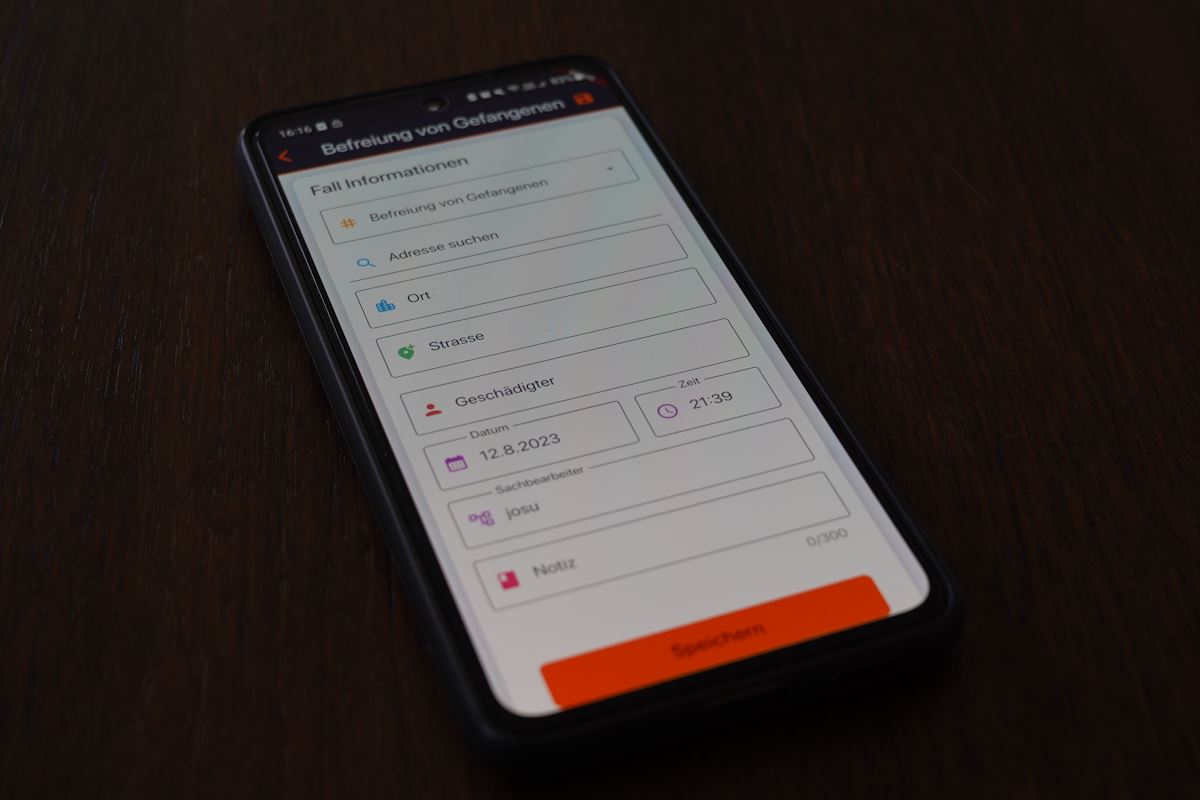 16:16
Befreiung von Gefangenen
Fall Informationen
Befreiung von Gefangenen
Adresse suchen
Ort
Strasse
Geschädigter
Datum
12.8.2023
Zeit
21:39
Sachbearbeiter
josu
Notiz
0/300
Speichern